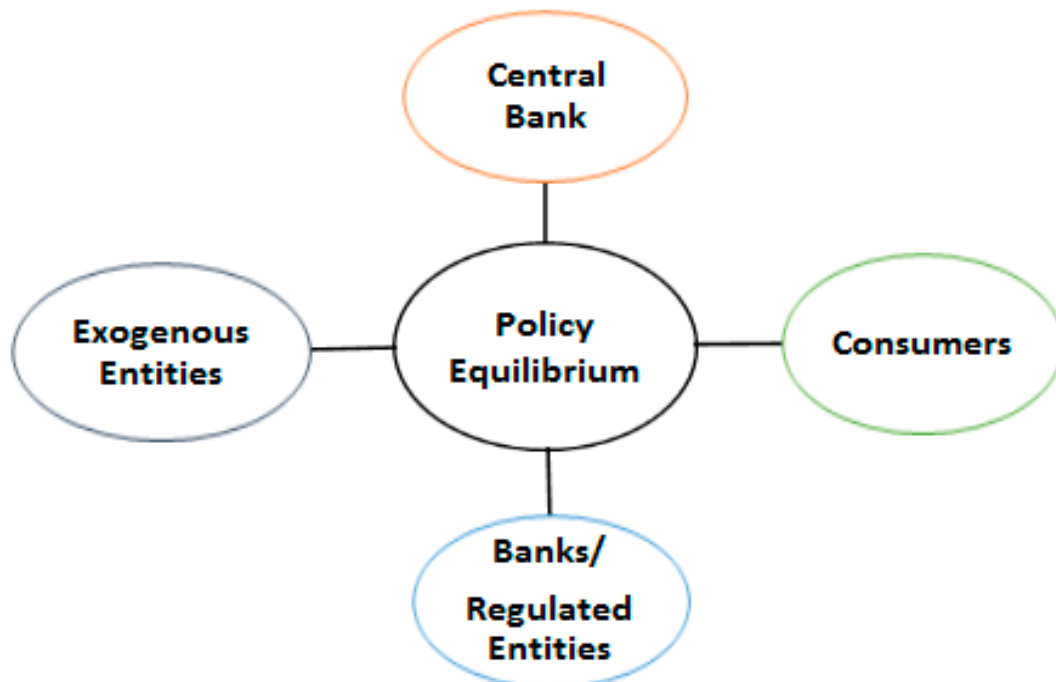 Central
Bank
Exogenous
Entities
Policy
Equilibrium
Consumers
Banks/
Regulated
Entities